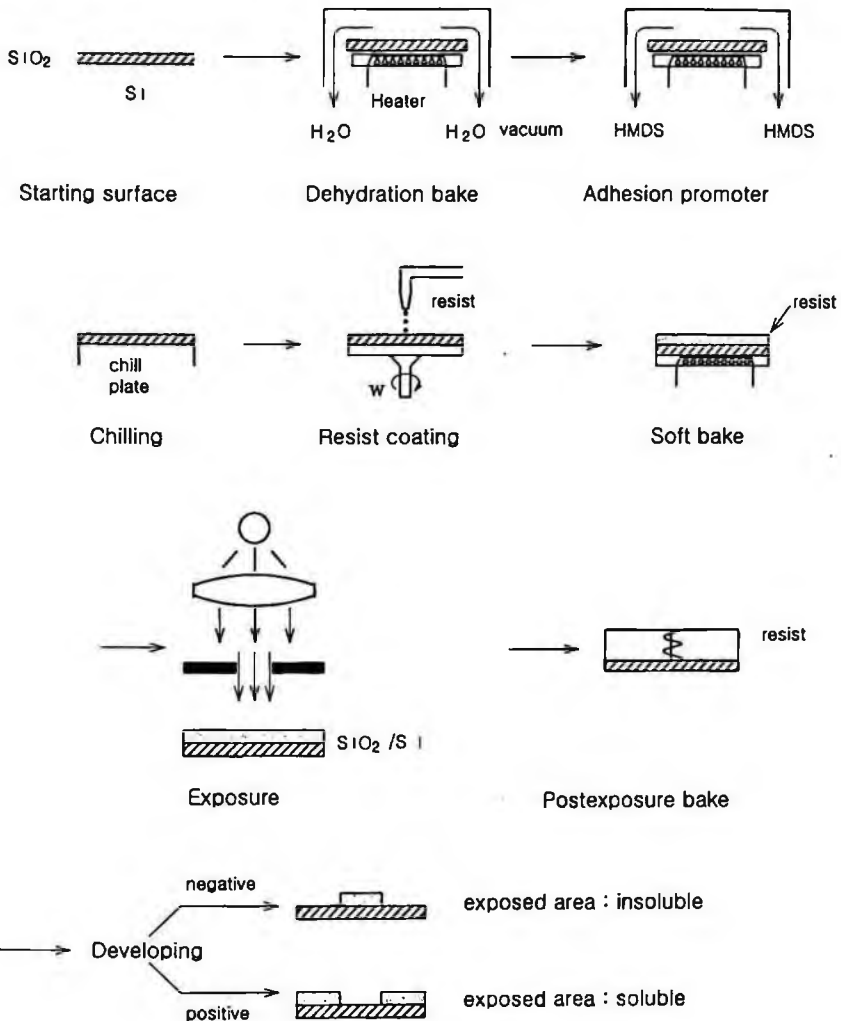 SiO₂
Si
Heater
H₂O H₂O vacuum HMDS HMDS
Starting surface Dehydration bake Adhesion promoter
resist
resist
chill
plate
W
Chilling Resist coating Soft bake
resist
SiO₂ /Si
Exposure Postexposure bake
negative
exposed area : insoluble
Developing
positive
exposed area : soluble